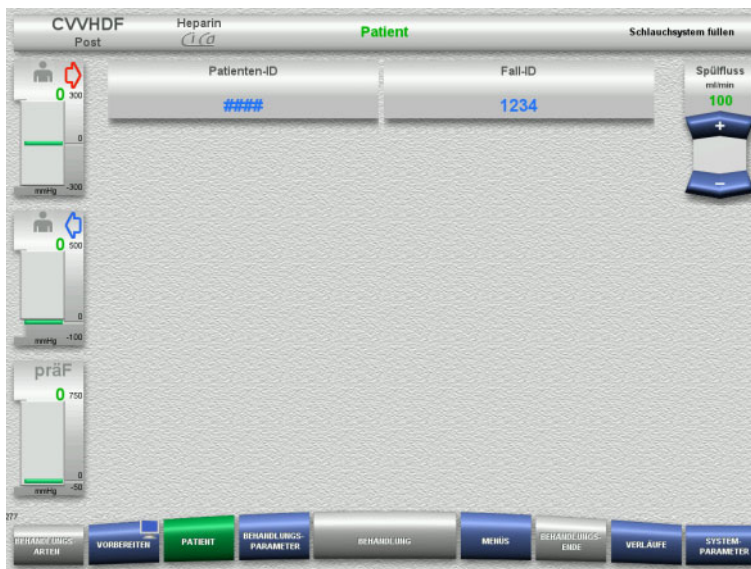 CVVHDF
Post
Heparin
CiCa
Patient
Schlauchsystem füllen
0 300
0
mmHg -300
0 500
0
mmHg -100
präF
0 750
0
mmHg -50
Patienten-ID
####
Fall-ID
1234
Spülfluss
ml/min
100
+
–
277
BEHANDLUNGS-
ARTEN
VORBEREITEN
PATIENT
BEHANDLUNGS-
PARAMETER
BEHANDLUNG
MENÜS
BEHANDLUNGS-
ENDE
VERLÄUFE
SYSTEM-
PARAMETER